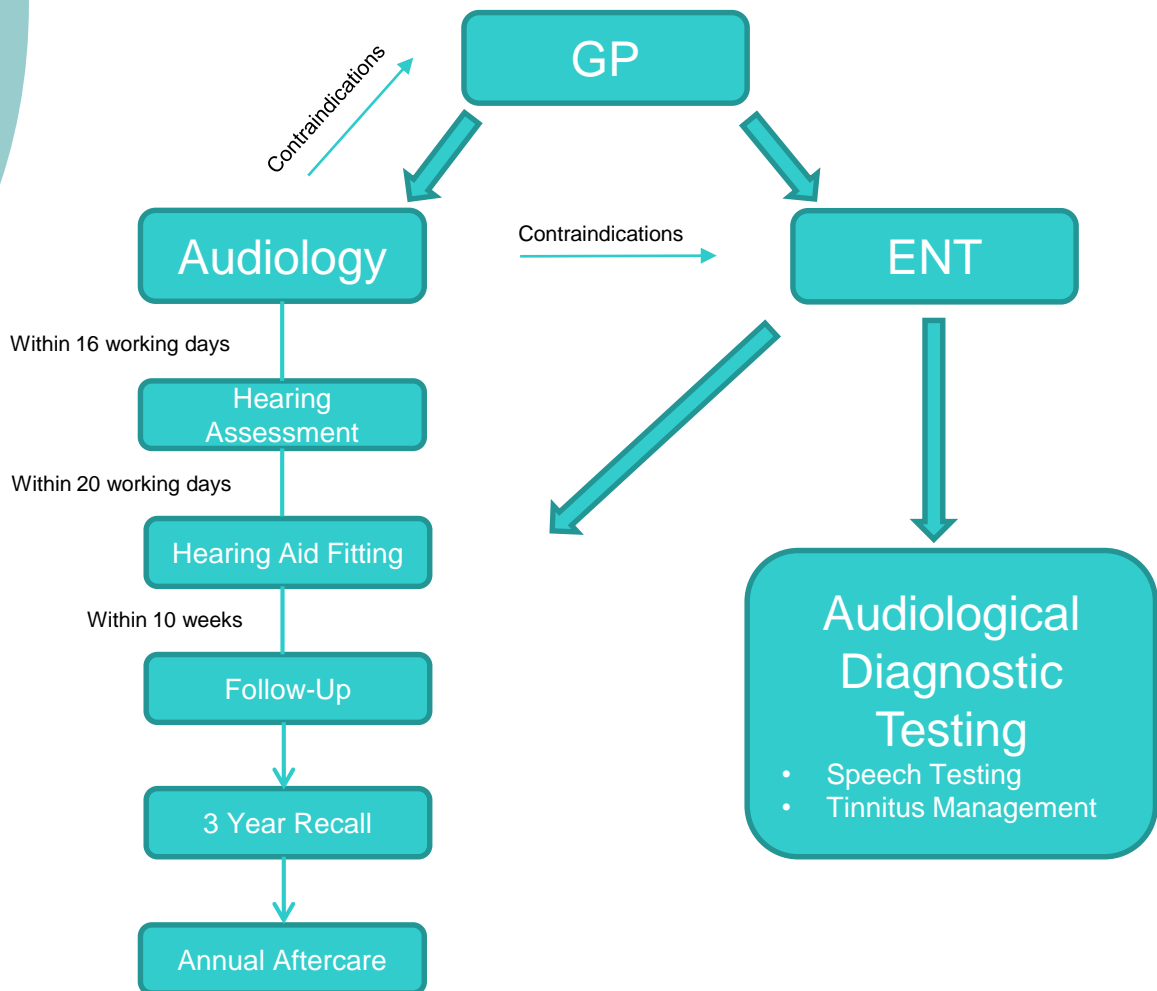 GP
Contraindications
Audiology
Contraindications
ENT
Within 16 working days
Hearing
Assessment
Within 20 working days
Hearing Aid Fitting
Within 10 weeks
Follow-Up
3 Year Recall
Annual Aftercare
Audiological
Diagnostic
Testing
• Speech Testing
• Tinnitus Management